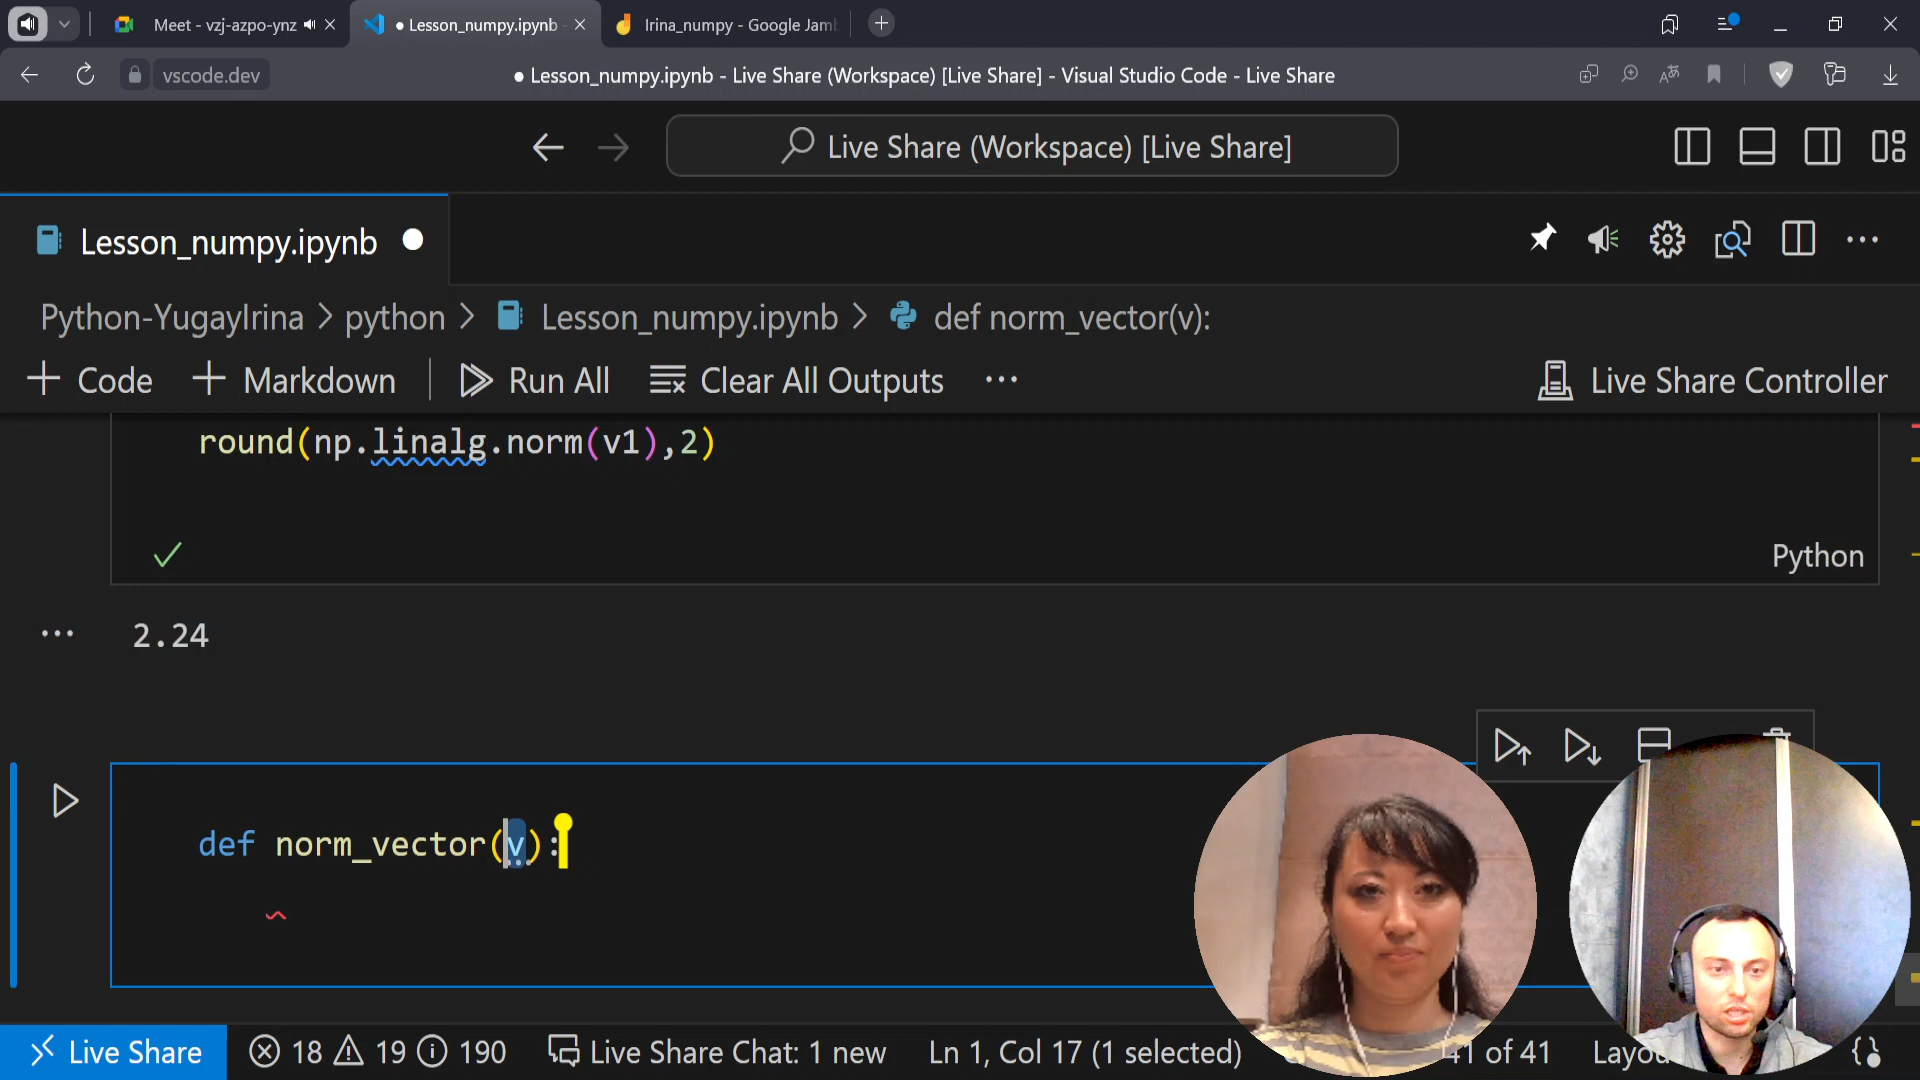 Meet - vzj-azpo-ynz
● Lesson_numpy.ipynb -
Irina_numpy - Google Jam
vscode.dev
● Lesson_numpy.ipynb - Live Share (Workspace) [Live Share] - Visual Studio Code - Live Share
Live Share (Workspace) [Live Share]
Lesson_numpy.ipynb
Python-YugayIrina > python > Lesson_numpy.ipynb > def norm_vector(v):
+ Code + Markdown Run All Clear All Outputs ··· Live Share Controller
round(np.linalg.norm(v1),2)
Python
··· 2.24
def norm_vector(v):
Live Share 18 19 190 Live Share Chat: 1 new Ln 1, Col 17 (1 selected) 41 of 41